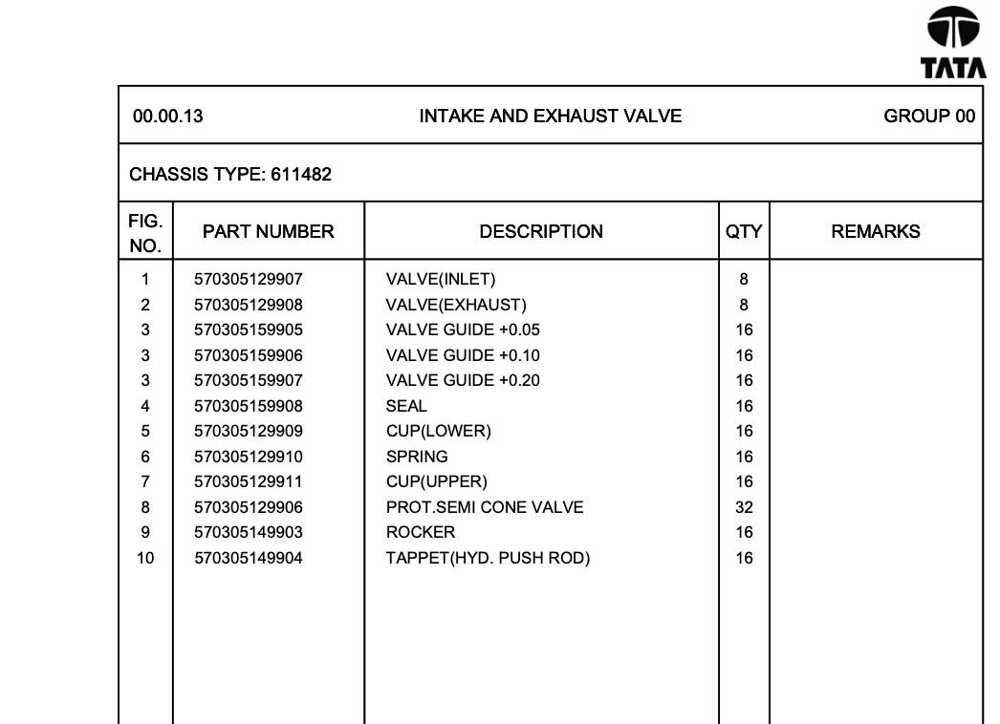 TATA
00.00.13 INTAKE AND EXHAUST VALVE GROUP 00
CHASSIS TYPE: 611482
FIG. NO. PART NUMBER DESCRIPTION QTY REMARKS
1 570305129907 VALVE(INLET) 8
2 570305129908 VALVE(EXHAUST) 8
3 570305159905 VALVE GUIDE +0.05 16
3 570305159906 VALVE GUIDE +0.10 16
3 570305159907 VALVE GUIDE +0.20 16
4 570305159908 SEAL 16
5 570305129909 CUP(LOWER) 16
6 570305129910 SPRING 16
7 570305129911 CUP(UPPER) 16
8 570305129906 PROT.SEMI CONE VALVE 32
9 570305149903 ROCKER 16
10 570305149904 TAPPET(HYD. PUSH ROD) 16